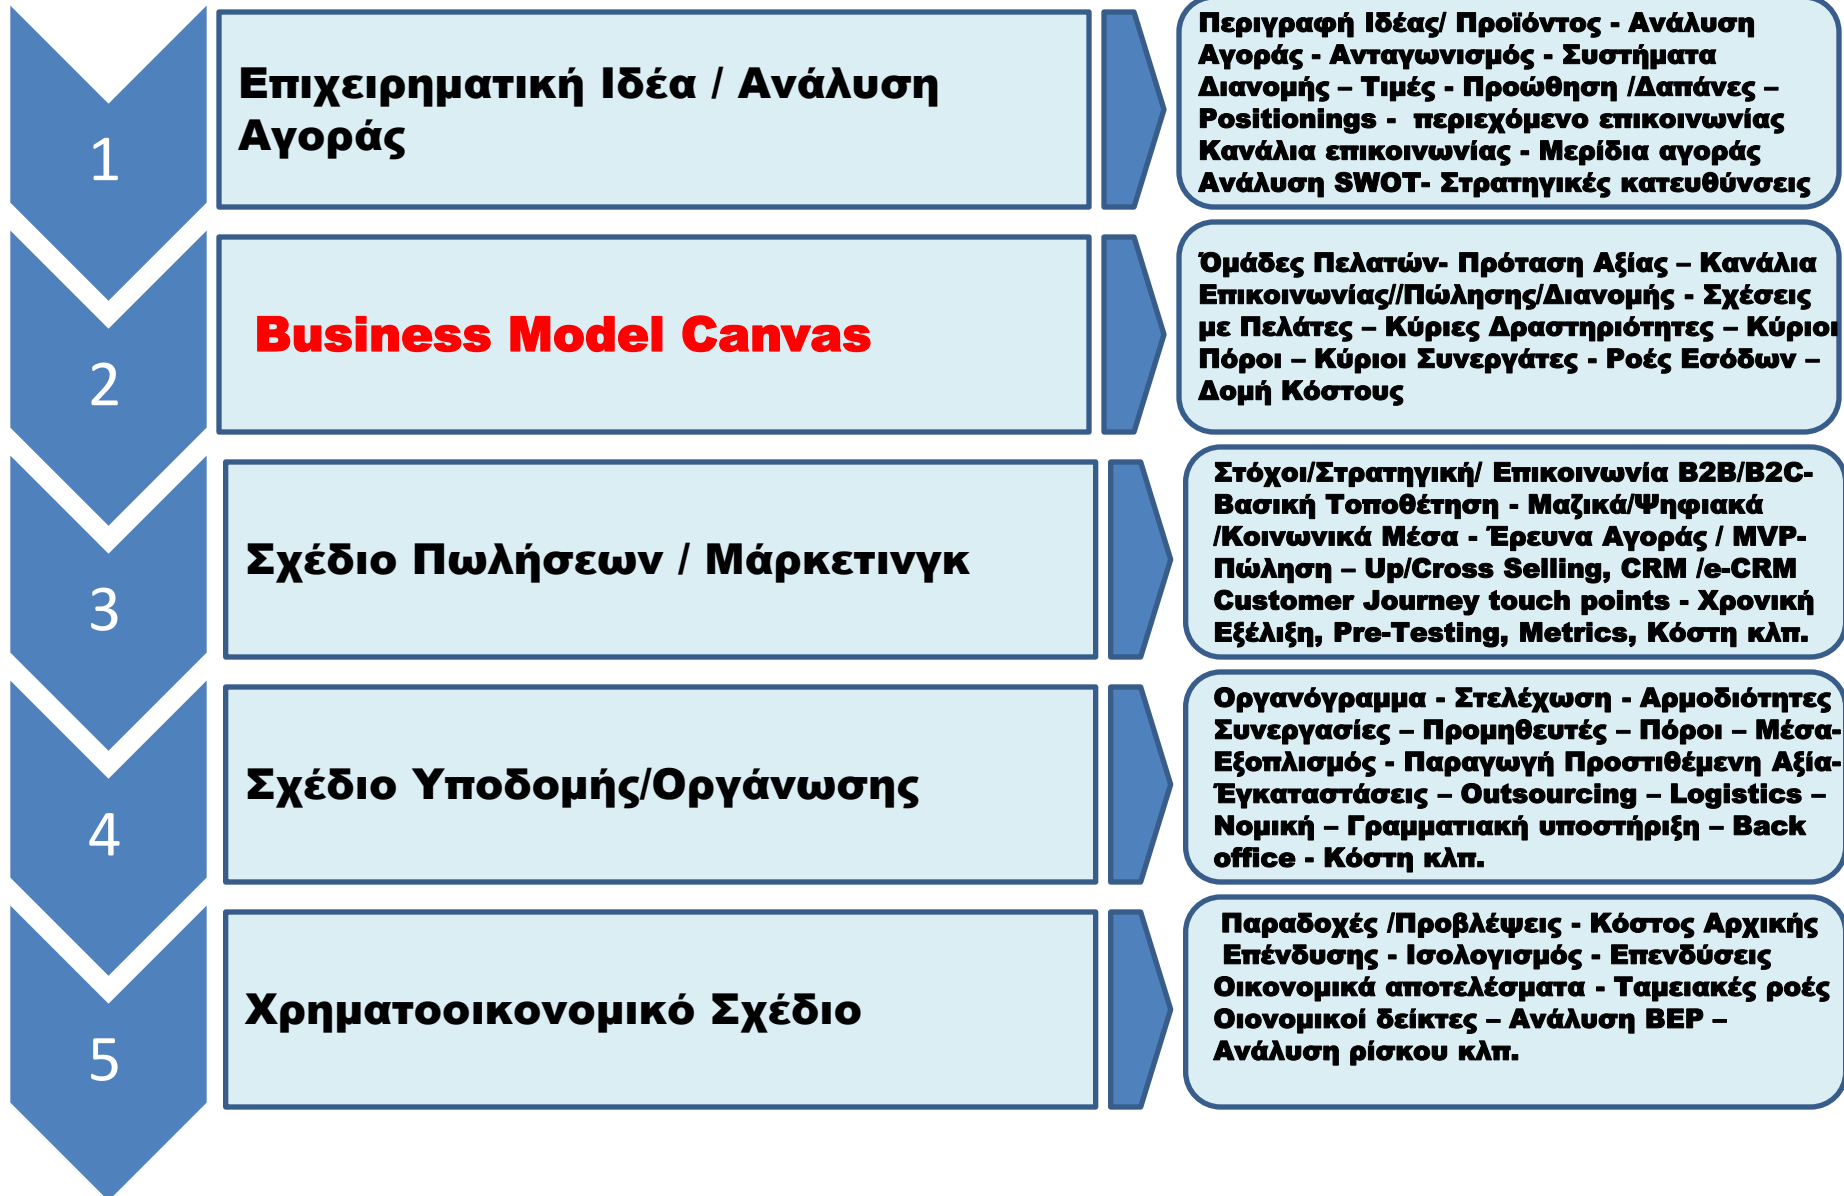 1
Επιχειρηματική Ιδέα / Ανάλυση
Αγοράς
Περιγραφή Ιδέας/ Προϊόντος - Ανάλυση
Αγοράς - Ανταγωνισμός - Συστήματα
Διανομής – Τιμές - Προώθηση /Δαπάνες –
Positionings - περιεχόμενο επικοινωνίας
Κανάλια επικοινωνίας - Μερίδια αγοράς
Ανάλυση SWOT- Στρατηγικές κατευθύνσεις
2
Business Model Canvas
Όμάδες Πελατών- Πρόταση Αξίας – Κανάλια
Επικοινωνίας//Πώλησης/Διανομής - Σχέσεις
με Πελάτες – Κύριες Δραστηριότητες – Κύριοι
Πόροι – Κύριοι Συνεργάτες - Ροές Εσόδων –
Δομή Κόστους
3
Σχέδιο Πωλήσεων / Μάρκετινγκ
Στόχοι/Στρατηγική/ Επικοινωνία B2B/B2C-
Βασική Τοποθέτηση - Μαζικά/Ψηφιακά
/Κοινωνικά Μέσα - Έρευνα Αγοράς / MVP-
Πώληση – Up/Cross Selling, CRM /e-CRM
Customer Journey touch points - Χρονική
Εξέλιξη, Pre-Testing, Metrics, Κόστη κλπ.
4
Σχέδιο Υποδομής/Οργάνωσης
Οργανόγραμμα - Στελέχωση - Αρμοδιότητες
Συνεργασίες – Προμηθευτές – Πόροι – Μέσα-
Εξοπλισμός - Παραγωγή Προστιθέμενη Αξία-
Έγκαταστάσεις – Outsourcing – Logistics –
Νομική – Γραμματιακή υποστήριξη – Back
office - Κόστη κλπ.
5
Χρηματοοικονομικό Σχέδιο
Παραδοχές /Προβλέψεις - Κόστος Αρχικής
Επένδυσης - Ισολογισμός - Επενδύσεις
Οικονομικά αποτελέσματα - Ταμειακές ροές
Οιονομικοί δείκτες – Ανάλυση BEP –
Ανάλυση ρίσκου κλπ.